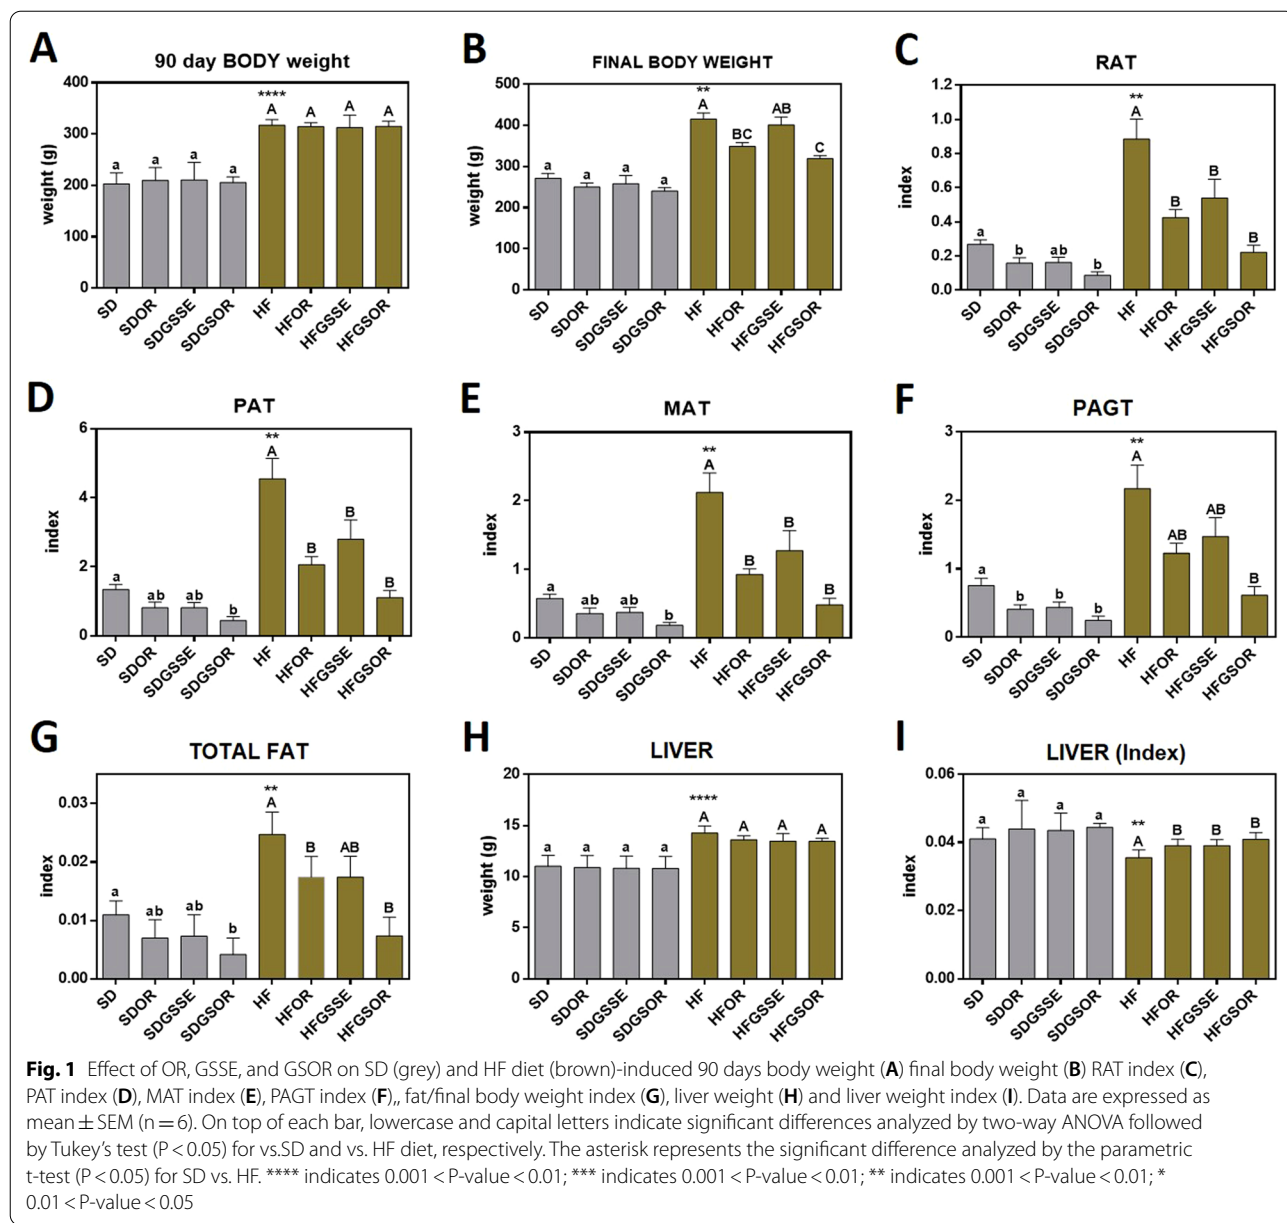 A
90 day BODY weight
weight (g)
400
300
200
100
0
a
a
a
a
****
A
A
A
A
SD
SDOR
SDGSSE
SDGSOR
HF
HFOR
HFGSSE
HFGSOR
B
FINAL BODY WEIGHT
weight (g)
500
400
300
200
100
0
a
a
a
a
**
A
BC
AB
C
SD
SDOR
SDGSSE
SDGSOR
HF
HFOR
HFGSSE
HFGSOR
C
RAT
index
1.2
1.0
0.8
0.6
0.4
0.2
0.0
a
b
ab
b
**
A
B
B
B
SD
SDOR
SDGSSE
SDGSOR
HF
HFOR
HFGSSE
HFGSOR
D
PAT
index
6
4
2
0
a
ab
ab
b
**
A
B
B
B
SD
SDOR
SDGSSE
SDGSOR
HF
HFOR
HFGSSE
HFGSOR
E
MAT
index
3
2
1
0
a
ab
ab
b
**
A
B
B
B
SD
SDOR
SDGSSE
SDGSOR
HF
HFOR
HFGSSE
HFGSOR
F
PAGT
index
3
2
1
0
a
b
b
b
**
A
AB
AB
B
SD
SDOR
SDGSSE
SDGSOR
HF
HFOR
HFGSSE
HFGSOR
G
TOTAL FAT
index
0.03
0.02
0.01
0.00
a
ab
ab
b
**
A
B
AB
B
SD
SDOR
SDGSSE
SDGSOR
HF
HFOR
HFGSSE
HFGSOR
H
LIVER
weight (g)
20
15
10
5
0
a
a
a
a
****
A
A
A
A
SD
SDOR
SDGSSE
SDGSOR
HF
HFOR
HFGSSE
HFGSOR
I
LIVER (Index)
index
0.06
0.04
0.02
0.00
a
a
a
a
**
A
B
B
B
SD
SDOR
SDGSSE
SDGSOR
HF
HFOR
HFGSSE
HFGSOR
Fig. 1 Effect of OR, GSSE, and GSOR on SD (grey) and HF diet (brown)-induced 90 days body weight (A) final body weight (B) RAT index (C),
PAT index (D), MAT index (E), PAGT index (F),, fat/final body weight index (G), liver weight (H) and liver weight index (I). Data are expressed as
mean ± SEM (n = 6). On top of each bar, lowercase and capital letters indicate significant differences analyzed by two-way ANOVA followed
by Tukey's test (P < 0.05) for vs.SD and vs. HF diet, respectively. The asterisk represents the significant difference analyzed by the parametric
t-test (P < 0.05) for SD vs. HF. **** indicates 0.001 < P-value < 0.01; *** indicates 0.001 < P-value < 0.01; ** indicates 0.001 < P-value < 0.01; *
0.01 < P-value < 0.05